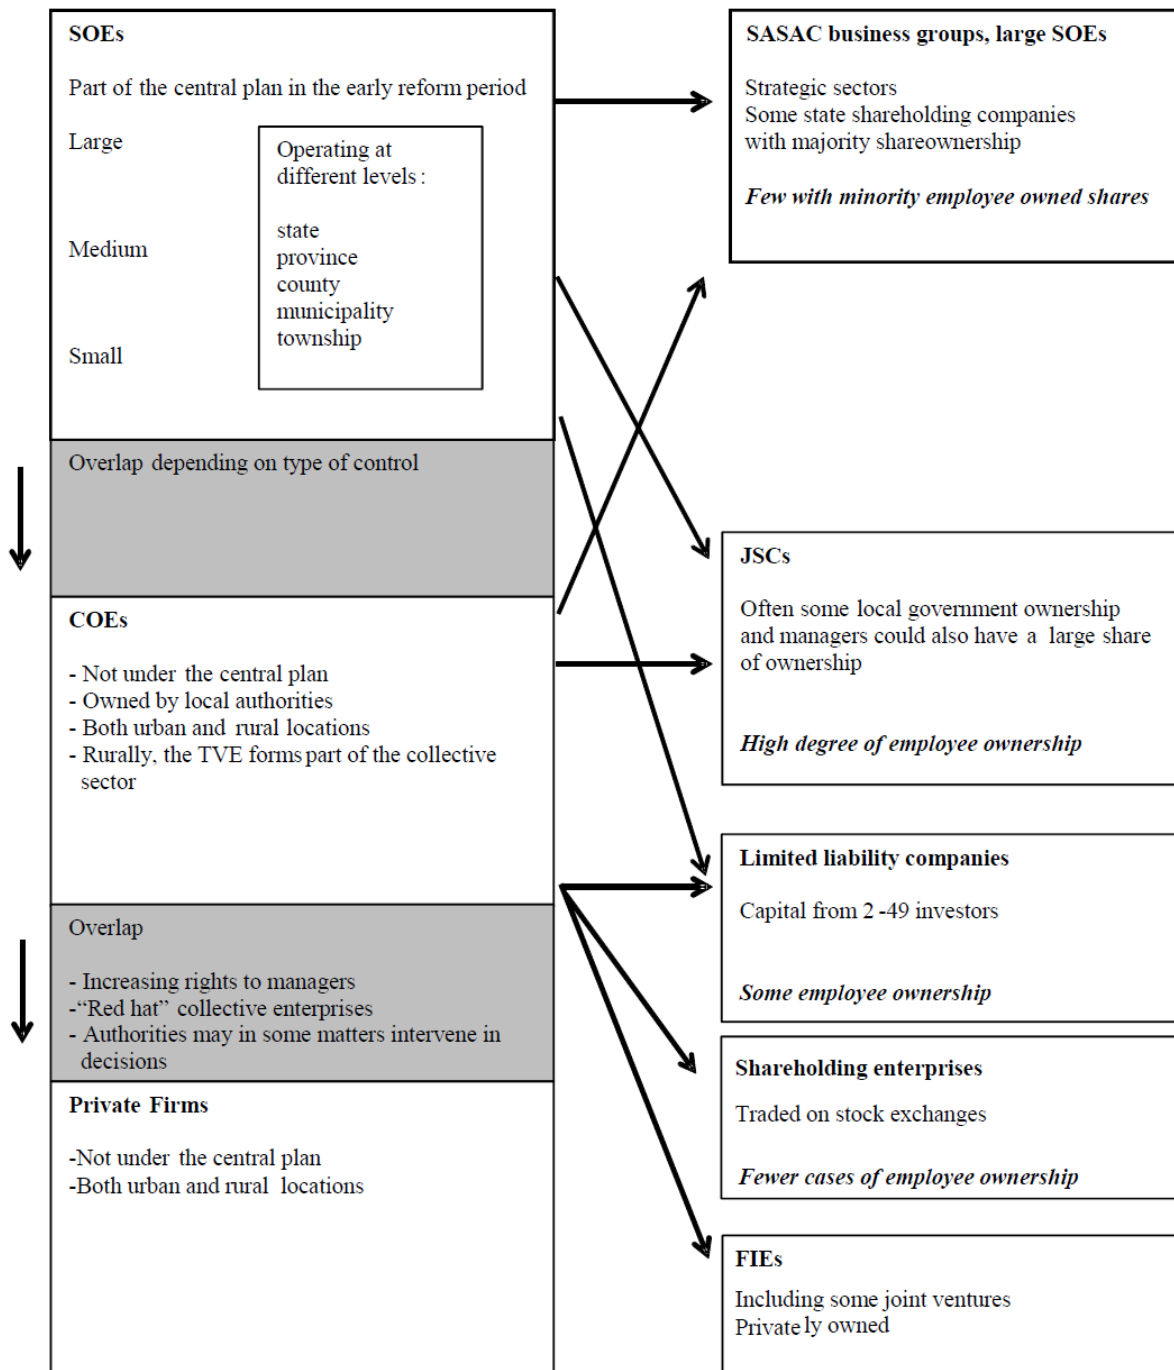 SOEs
Part of the central plan in the early reform period
Large
Medium
Small
Operating at
different levels :
state
province
county
municipality
township
Overlap depending on type of control
COEs
- Not under the central plan
- Owned by local authorities
- Both urban and rural locations
- Rurally, the TVE forms part of the collective
sector
Overlap
- Increasing rights to managers
-“Red hat” collective enterprises
- Authorities may in some matters intervene in
decisions
Private Firms
-Not under the central plan
-Both urban and rural locations
SASAC business groups, large SOEs
Strategic sectors
Some state shareholding companies
with majority shareownership
Few with minority employee owned shares
JSCs
Often some local government ownership
and managers could also have a large share
of ownership
High degree of employee ownership
Limited liability companies
Capital from 2 -49 investors
Some employee ownership
Shareholding enterprises
Traded on stock exchanges
Fewer cases of employee ownership
FIEs
Including some joint ventures
Private ly owned